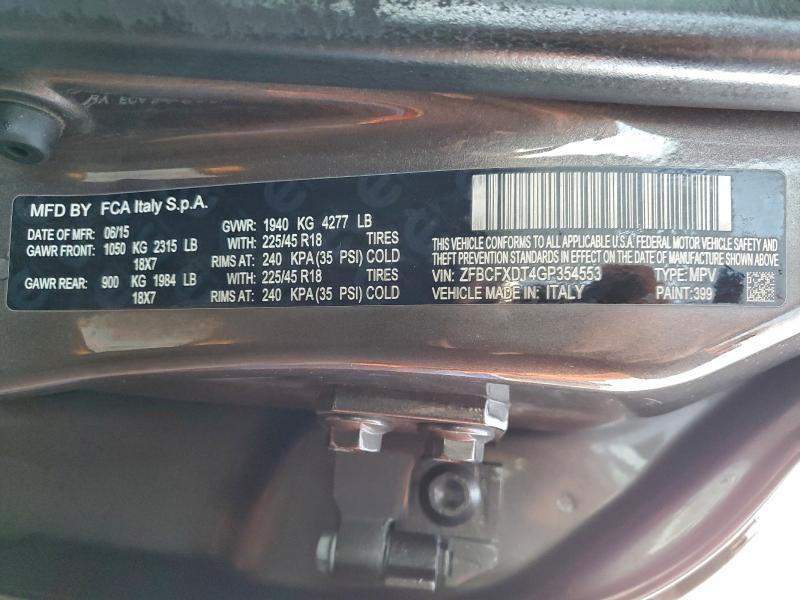 MFD BY FCA Italy S.p.A.
DATE OF MFR: 06/15 GVWR: 1940 KG 4277 LB
GAWR FRONT: 1050 KG 2315 LB WITH: 225/45 R18 TIRES
18X7 RIMS AT: 240 KPA (35 PSI) COLD
GAWR REAR: 900 KG 1984 LB WITH: 225/45 R18 TIRES
18X7 RIMS AT: 240 KPA (35 PSI) COLD
THIS VEHICLE CONFORMS TO ALL APPLICABLE U.S.A. FEDERAL MOTOR VEHICLE SAFETY
AND THEFT PREVENTION STANDARDS IN EFFECT ON THE DATE OF MANUFACTURE SHOWN ABOVE
VIN: ZFBCFXDT4GP354553 TYPE: MPV
VEHICLE MADE IN: ITALY PAINT: 399